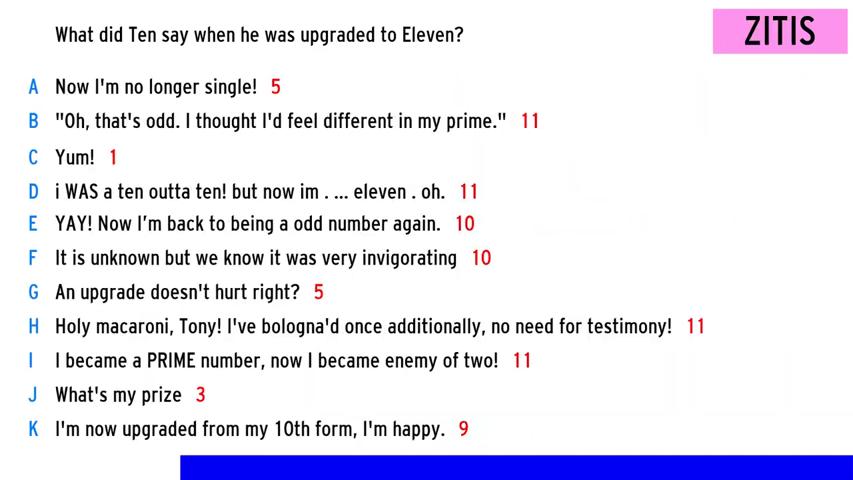 What did Ten say when he was upgraded to Eleven?
ZITIS
A Now I'm no longer single! 5
B "Oh, that's odd. I thought I'd feel different in my prime." 11
C Yum! 1
D i WAS a ten outta ten! but now im . ... eleven . oh. 11
E YAY! Now I’m back to being a odd number again. 10
F It is unknown but we know it was very invigorating 10
G An upgrade doesn't hurt right? 5
H Holy macaroni, Tony! I've bologna'd once additionally, no need for testimony! 11
I I became a PRIME number, now I became enemy of two! 11
J What's my prize 3
K I'm now upgraded from my 10th form, I'm happy. 9